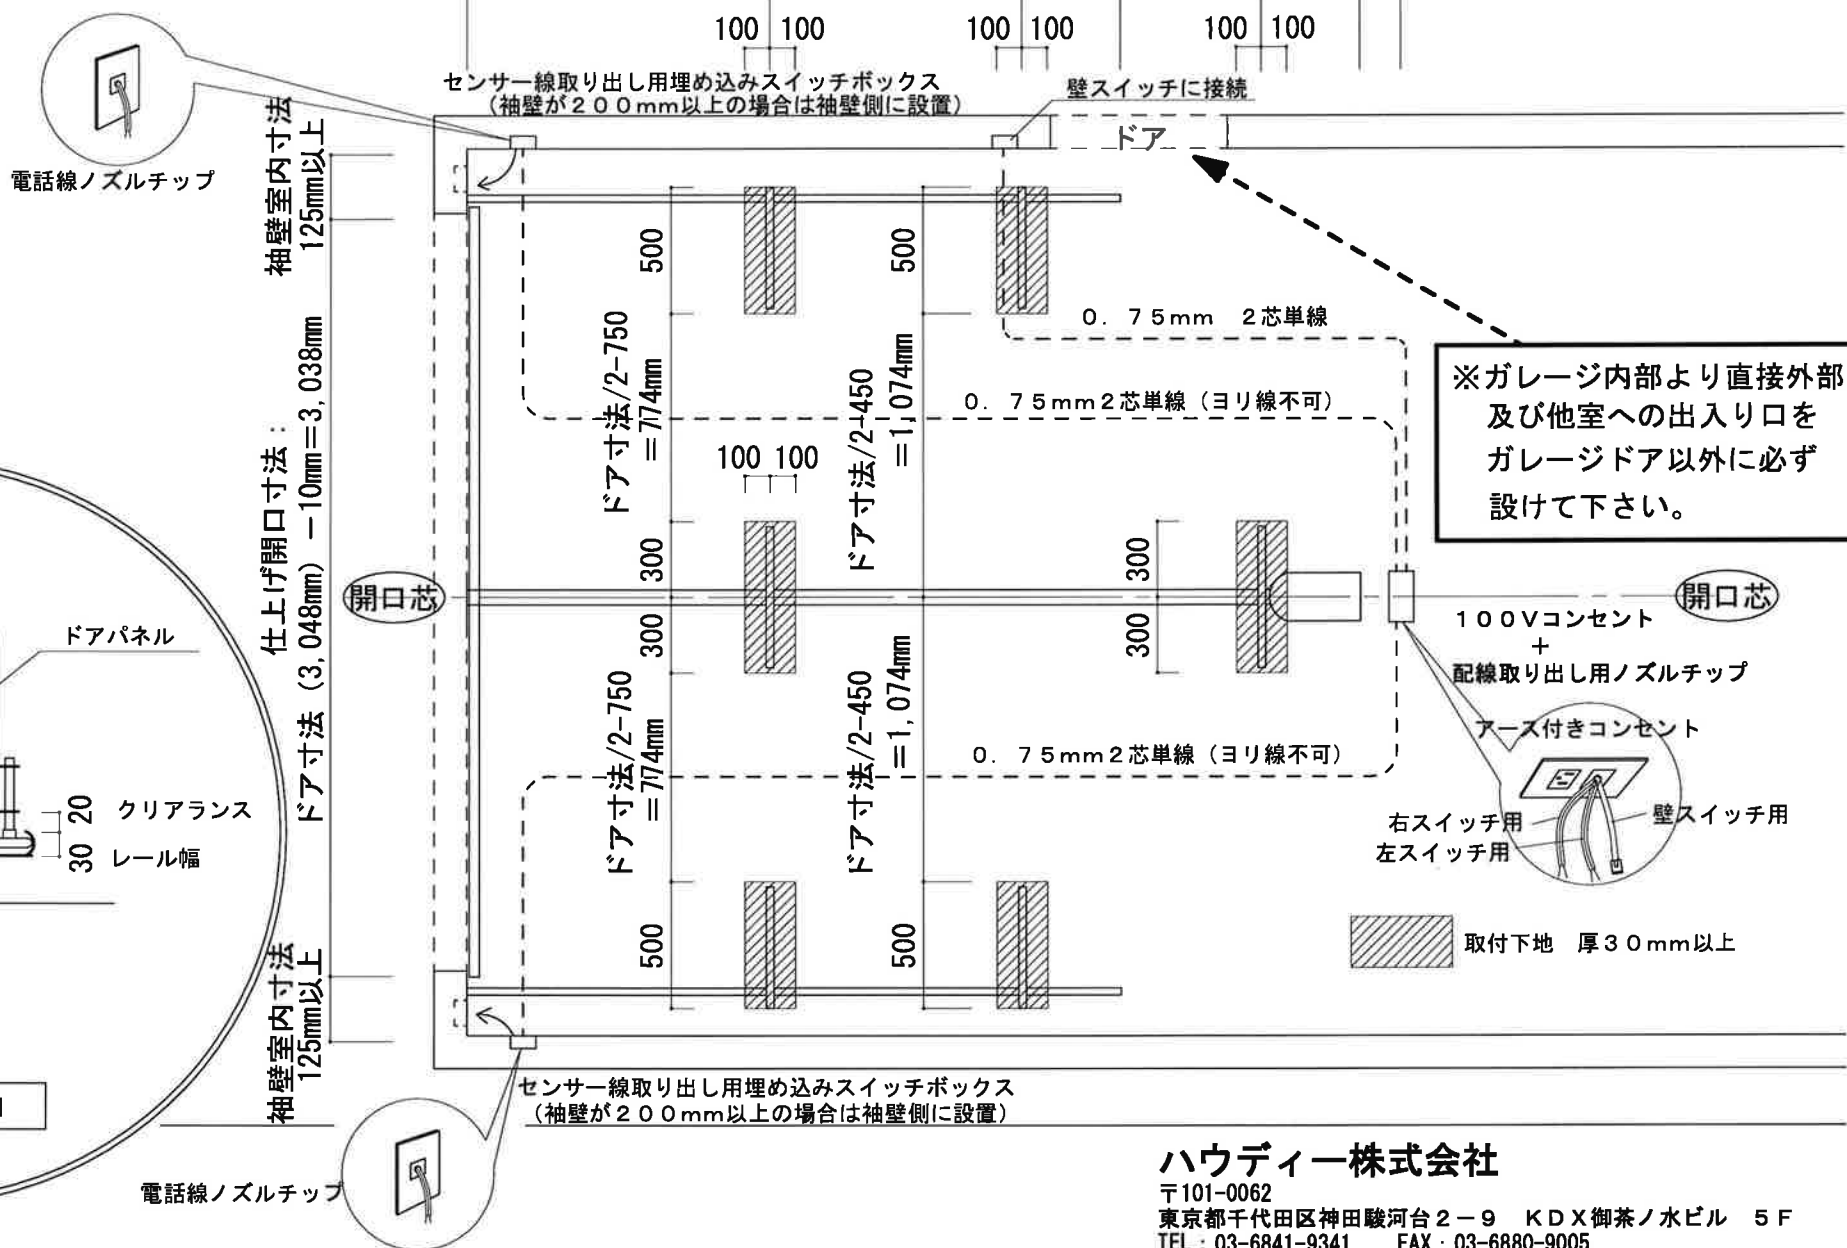 100 100
100 100
100 100
センサー線取り出し用埋め込みスイッチボックス
(袖壁が200mm以上の場合は袖壁側に設置)
壁スイッチに接続
ドア
電話線ノズルチップ
袖壁室内寸法
125mm以上
500
500
0.75mm 2芯単線
※ガレージ内部より直接外部
及び他室への出入り口を
ガレージドア以外に必ず
設けて下さい。
ドア寸法/2-750
=774mm
ドア寸法/2-450
=1,074mm
0.75mm2芯単線(ヨリ線不可)
100 100
仕上げ開口寸法:
ドア寸法(3,048mm)-10mm=3,038mm
300
300
300
300
開口芯
開口芯
100Vコンセント
+
配線取り出し用ノズルチップ
アース付きコンセント
右スイッチ用
左スイッチ用
壁スイッチ用
ドアパネル
20 クリアランス
30 レール幅
ドア寸法/2-750
=774mm
ドア寸法/2-450
=1,074mm
0.75mm2芯単線(ヨリ線不可)
500
500
取付下地 厚30mm以上
袖壁室内寸法
125mm以上
センサー線取り出し用埋め込みスイッチボックス
(袖壁が200mm以上の場合は袖壁側に設置)
電話線ノズルチップ
ハウディー株式会社
〒101-0062
東京都千代田区神田駿河台2-9 KDX御茶ノ水ビル 5F
TEL:03-6841-9341 FAX:03-6880-9005